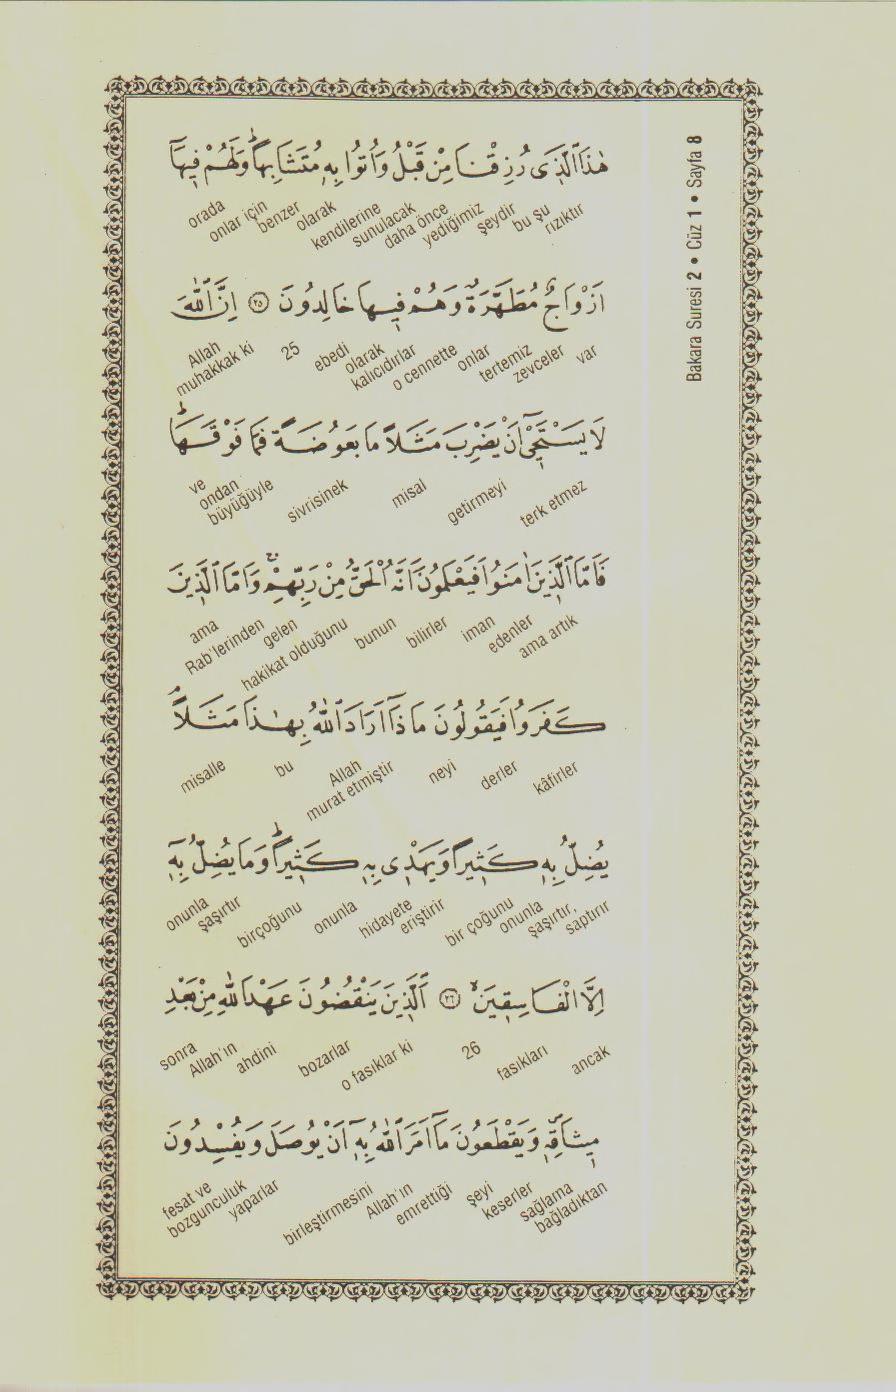 Bakara Suresi 2 • Cüz 1 • Sayfa 8
هٰذَا الَّذٖى رُزِقْنَا مِنْ قَبْلُ وَاُتُوا بِهٖ مُتَشَابِهًاۜ وَلَهُمْ فٖيهَٓا
rızıktır bu şu şeydir yediğimiz daha önce sunulacak kendilerine olarak benzer onlar için orada
اَزْوَاجٌ مُطَهَّرَةٌۙ وَهُمْ فٖيهَا خَالِدُونَ ﴿٢٥﴾ اِنَّ اللّٰهَ
var zevceler tertemiz onlar o cennette kalıcıdırlar olarak ebedi 25 muhakkak ki Allah
لَا يَسْتَحْيٖٓ اَنْ يَضْرِبَ مَثَلًا مَا بَعُوضَةً فَمَا فَوْقَهَاۜ
terk etmez getirmeyi misal sivrisinek büyüğüyle ondan ve
فَاَمَّا الَّذٖينَ اٰمَنُوا فَيَعْلَمُونَ اَنَّهُ الْحَقُّ مِنْ رَبِّهِمْۚ وَاَمَّا الَّذٖينَ
ama artık edenler iman bilirler bunun hakikat olduğunu gelen Rab'lerinden ama
كَفَرُوا فَيَقُولُونَ مَاذَٓا اَرَادَ اللّٰهُ بِهٰذَا مَثَلًاۢ
kâfirler derler neyi murat etmiştir Allah bu misalle
يُضِلُّ بِهٖ كَثٖيرًا وَيَهْدٖى بِهٖ كَثٖيرًاۜ وَمَا يُضِلُّ بِهٖٓ
saptırır şaşırtır, onunla bir çoğunu eriştirir hidayete onunla birçoğunu şaşırtır onunla
اِلَّا الْفَاسِقٖينَۙ ﴿٢٦﴾ اَلَّذٖينَ يَنْقُضُونَ عَهْدَ اللّٰهِ مِنْ بَعْدِ
ancak fasıkları 26 o fasıklar ki bozarlar ahdini Allah'ın sonra
مٖيثَاقِهٖۖ وَيَقْطَعُونَ مَٓا اَمَرَ اللّٰهُ بِهٖٓ اَنْ يُوصَلَ وَيُفْسِدُونَ
bağladıktan sağlama keserler şeyi emrettiği Allah'ın birleştirmesini yaparlar bozgunculuk fesat ve